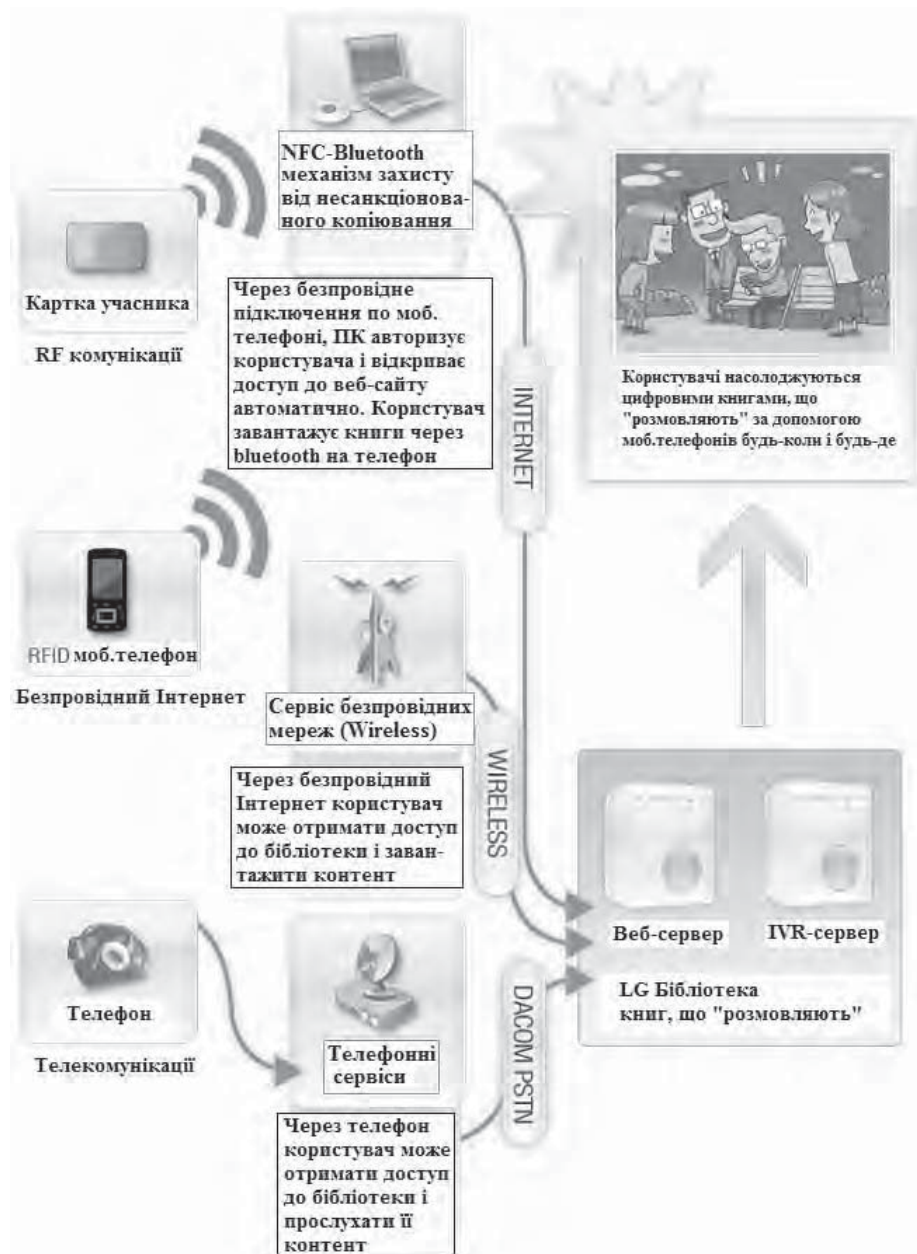 NFC-Bluetooth
механізм захисту
від несанкціонова-
ного копіювання
Картка учасника
RF комунікації
Через безпровідне
підключення по моб.
телефоні, ПК авторизує
користувача і відкриває
доступ до веб-сайту
автоматично. Користувач
завантажує книги через
bluetooth на телефон
INTERNET
Користувачі насолоджуються
цифровими книгами, що
"розмовляють" за допомогою
моб.телефонів будь-коли і будь-де
RFID моб.телефон
Безпровідний Інтернет
Сервіс безпровідних
мереж (Wireless)
Через безпровідний
Інтернет користувач
може отримати доступ
до бібліотеки і заван-
тажити контент
WIRELESS
Веб-сервер
IVR-сервер
LG Бібліотека
книг, що "розмовляють"
Телефон
Телекомунікації
Телефонні
сервіси
DACOM PSTN
Через телефон
користувач може
отримати доступ
до бібліотеки і
прослухати її
контент